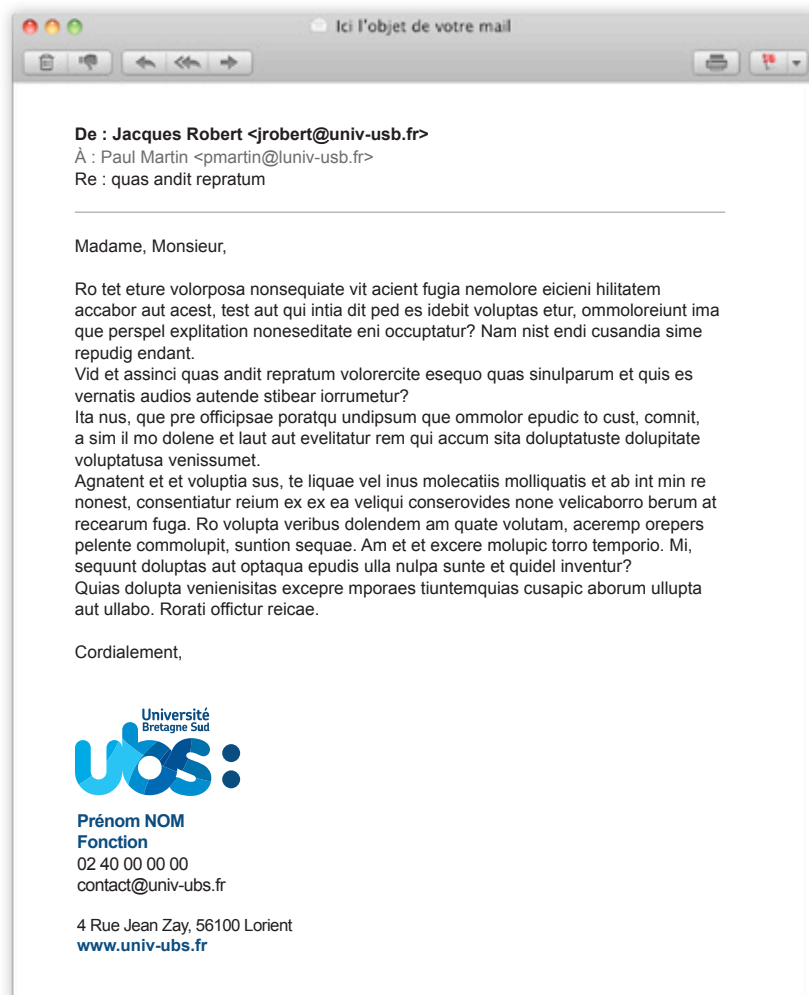 Ici l'objet de votre mail
De : Jacques Robert <jrobert@univ-usb.fr>
À : Paul Martin <pmartin@luniv-usb.fr>
Re : quas andit repratum
Madame, Monsieur,
Ro tet eture volorposa nonsequiate vit acient fugia nemolore eicieni hilitatem
accabor aut acest, test aut qui intia dit ped es idebit voluptas etur, ommoloreiunt ima
que perspel explitation noneseditate eni occuptatur? Nam nist endi cusandia sime
repudig endant.
Vid et assinci quas andit repratum volorercite esequo quas sinulparum et quis es
vernatis audios autende stibear iorrumetur?
Ita nus, que pre officipsae poratqu undipsum que ommolor epudic to cust, comnit,
a sim il mo dolene et laut aut evelitatur rem qui accum sita doluptatuste dolupitate
voluptatusa venissumet.
Agnatent et et voluptia sus, te liquae vel inus molecatiis molliquatis et ab int min re
nonest, consentiatur reium ex ex ea veliqui conserovides none velicaborro berum at
recearum fuga. Ro volupta veribus dolendem am quate volutam, aceremp orepers
pelente commolupit, suntion sequae. Am et et excere molupic torro temporio. Mi,
sequunt doluptas aut optaqua epudis ulla nulpa sunte et quidel inventur?
Quias dolupta venienisitas excepre mporaes tiuntemquias cusapic aborum ullupta
aut ullabo. Rorati offictur reicae.
Cordialement,
Université
Bretagne Sud
ubs:
Prénom NOM
Fonction
02 40 00 00 00
contact@univ-ubs.fr
4 Rue Jean Zay, 56100 Lorient
www.univ-ubs.fr